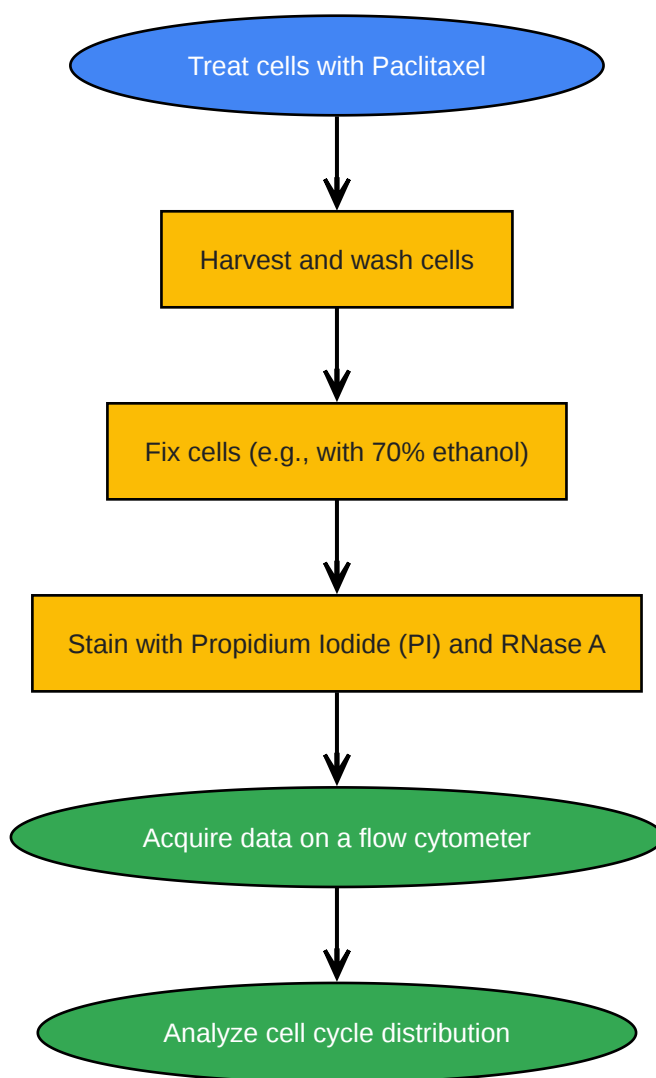 Treat cells with Paclitaxel
Harvest and wash cells
Fix cells (e.g., with 70% ethanol)
Stain with Propidium Iodide (PI) and RNase A
Acquire data on a flow cytometer
Analyze cell cycle distribution